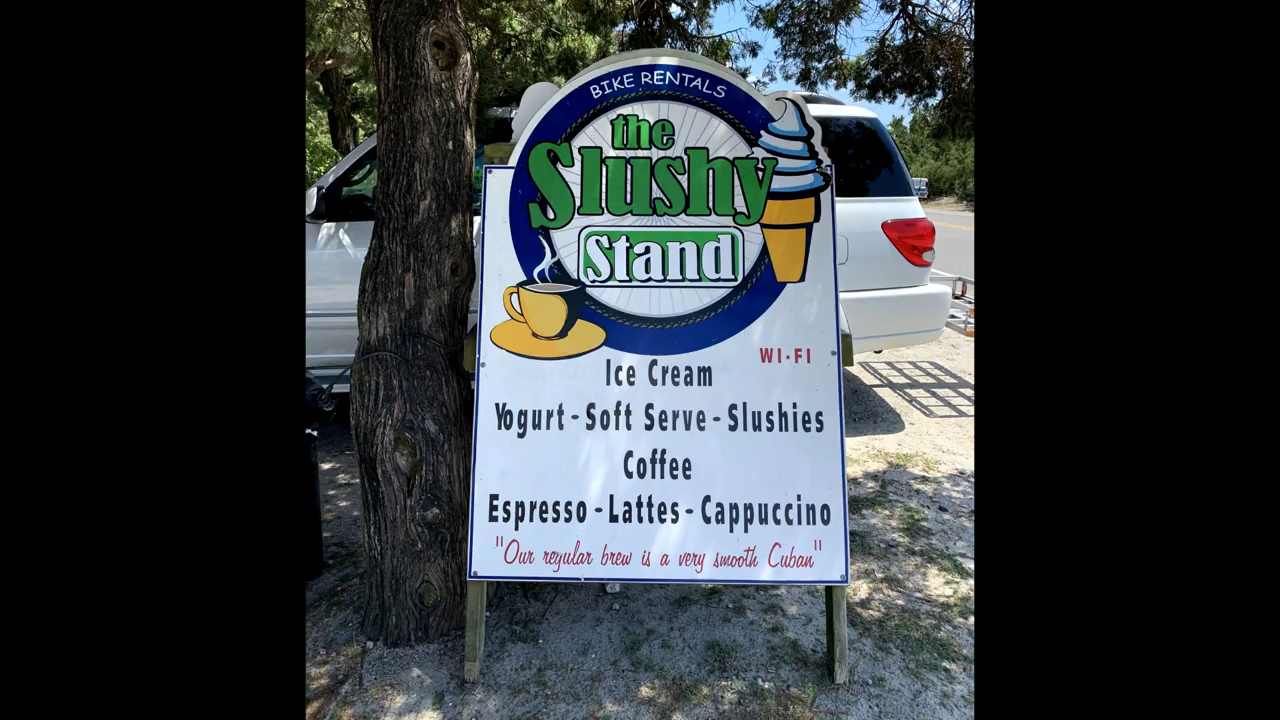 BIKE RENTALS
the
Slushy
Stand
WI-FI
Ice Cream
Yogurt - Soft Serve - Slushies
Coffee
Espresso - Lattes - Cappuccino
"Our regular brew is a very smooth Cuban"